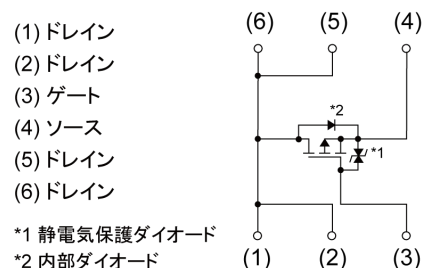 (1) ドレイン
(2) ドレイン
(3) ゲート
(4) ソース
(5) ドレイン
(6) ドレイン
*1 静電気保護ダイオード
*2 内部ダイオード
(6) (5) (4)
*2
*1
(1) (2) (3)